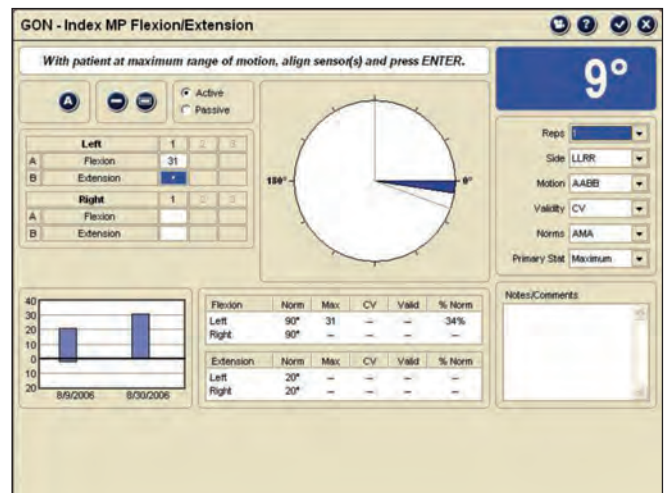 GON - Index MP Flexion/Extension
With patient at maximum range of motion, align sensor(s) and press ENTER.
9°
A
Active
Passive
Left 1 2 3
A Flexion 31
B Extension
Right 1 2 3
A Flexion
B Extension
180°
0°
Reps 1
Side LLRR
Motion AABB
Validity CV
Norms AMA
Primary Stat Maximum
40
30
20
10
0
10
20
8/9/2006 8/30/2006
Flexion Norm Max CV Valid % Norm
Left 90° 31 -- -- 34%
Right 90° -- -- -- --
Extension Norm Max CV Valid % Norm
Left 20° -- -- -- --
Right 20° -- -- -- --
Notes/Comments